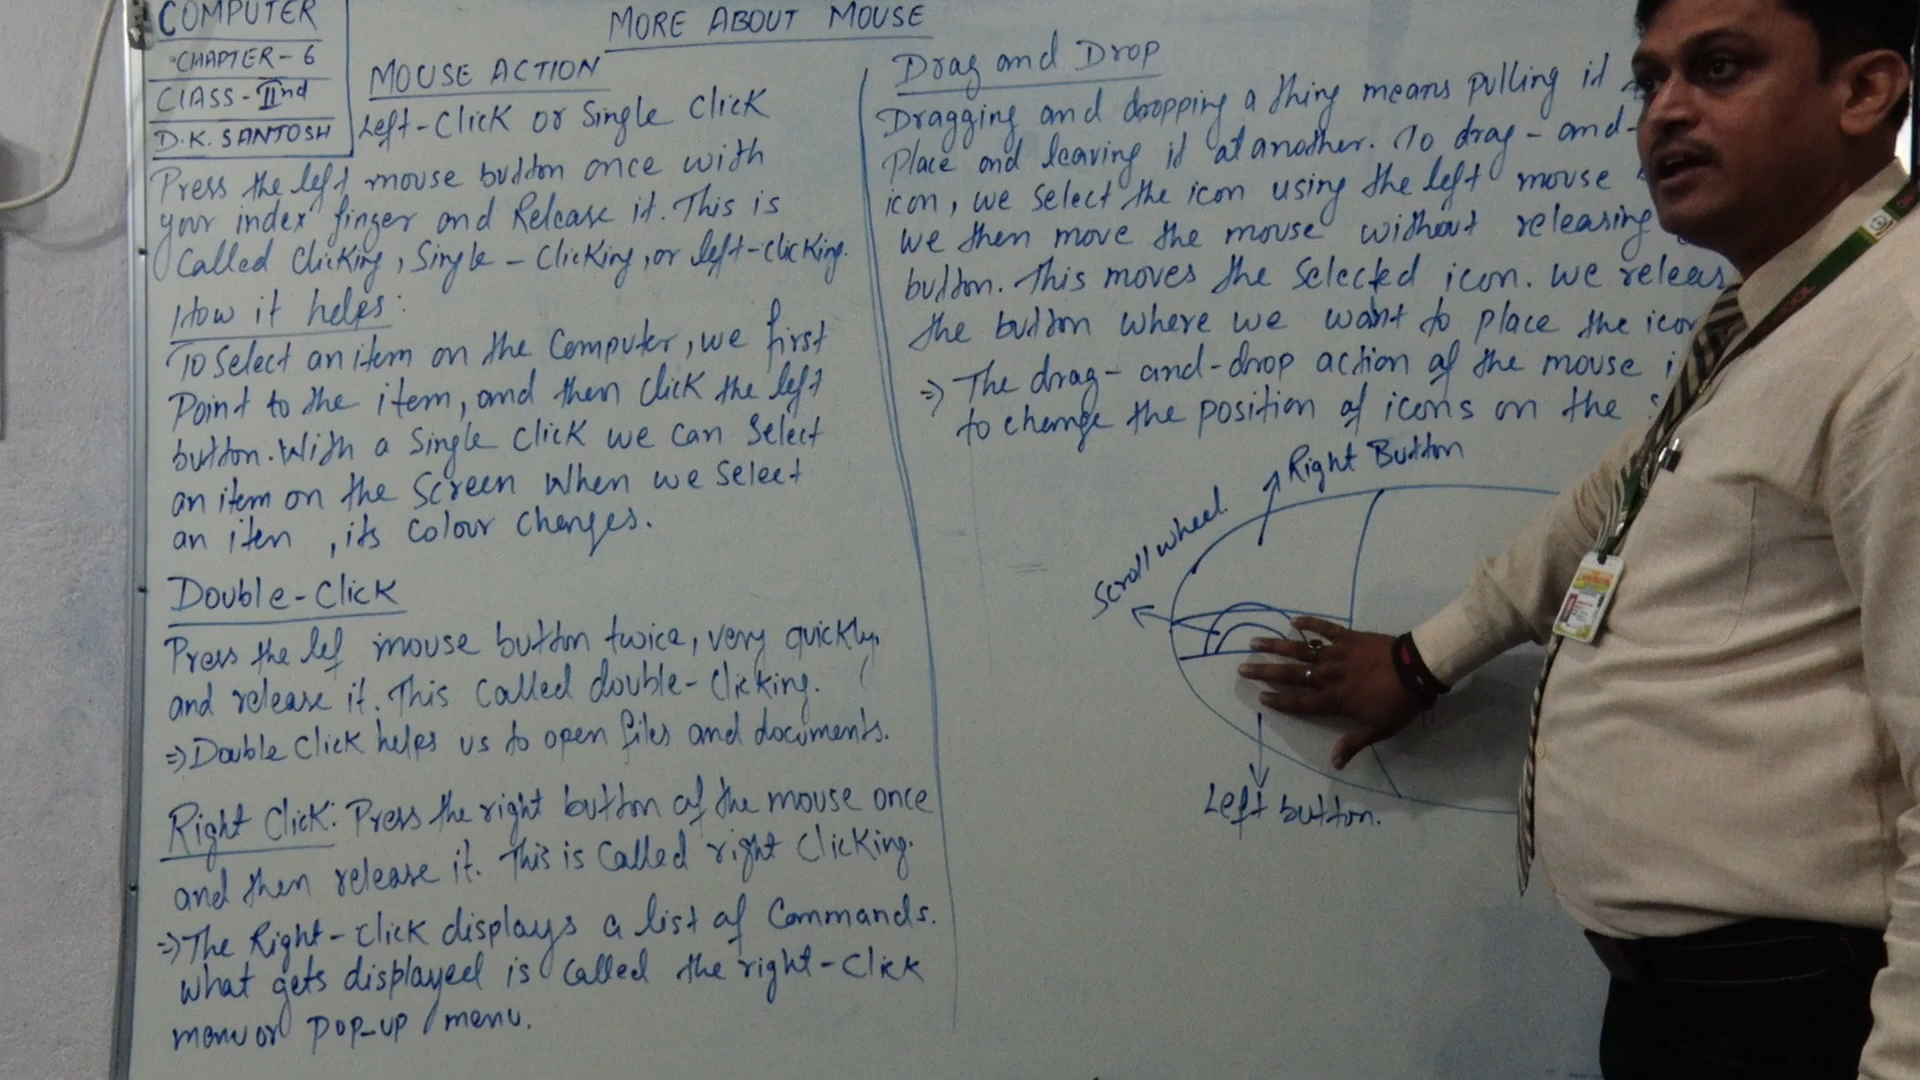 COMPUTER
CHAPTER-6
CLASS-IInd
D.K. SANTOSH
MORE ABOUT MOUSE
MOUSE ACTION
Left-Click or Single Click
Press the left mouse button once with
your index finger and Release it. This is
Called Clicking, Single-Clicking, or left-clicking.
How it helps:
To Select an item on the Computer, we first
Point to the item, and then Click the left
button. With a Single Click we can Select
an item on the Screen When we Select
an iten, its Colour Changes.
Double-Click
Press the lef mouse button twice, very quickly,
and release it. This Called double-Clicking.
=> Double Click helps us to open files and documents.
Right Click: Press the right button of the mouse once
and then release it. This is Called right Clicking.
=> The Right-Click displays a list of Commands.
what gets displayed is Called the right-Click
menu or Pop-up menu.
Drag and Drop
Dragging and dropping a thing means pulling it
Place and leaving it at another. To drag-and-
icon, we Select the icon using the left mouse
We then move the mouse without releasing
button. This moves the Selected icon. We releas
the button where we want to place the icon
=> The drag-and-drop action of the mouse i
to change the position of icons on the s
Right Button
Scroll wheel
Left button.